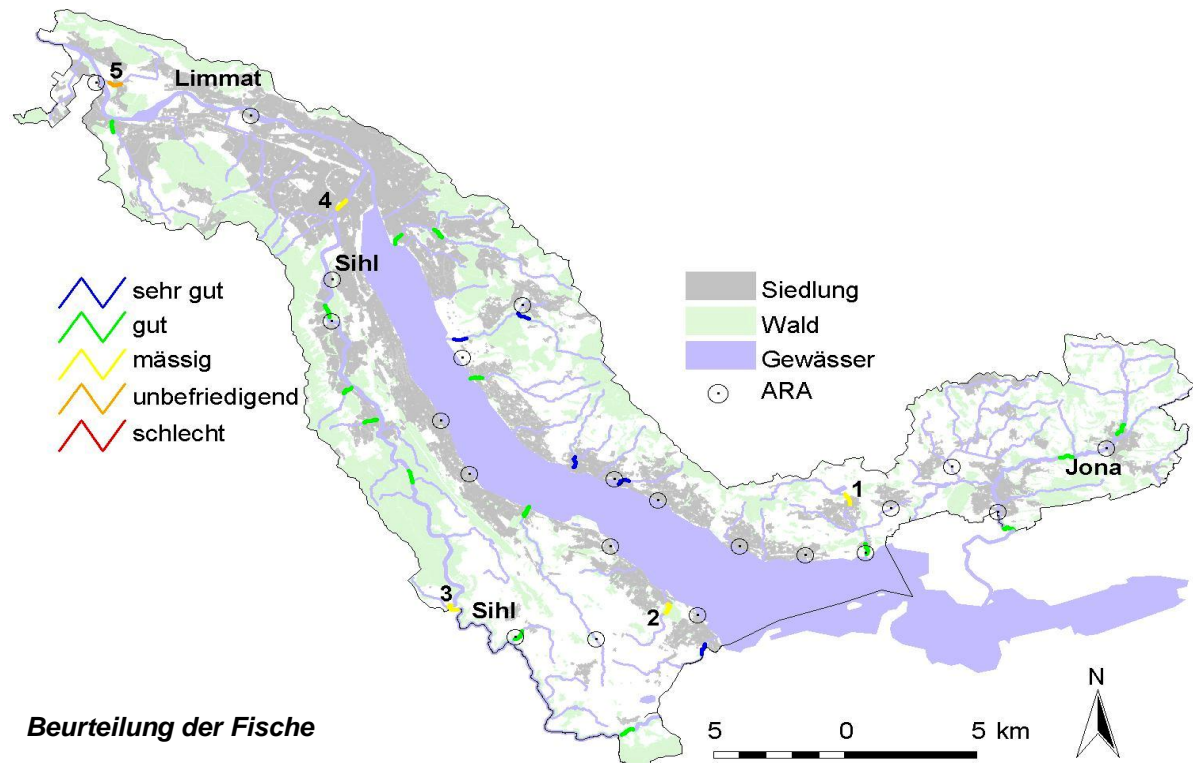 5
Limmat
4
Sihl
sehr gut
gut
mässig
unbefriedigend
schlecht
Siedlung
Wald
Gewässer
ARA
1
Jona
3
Sihl
2
Beurteilung der Fische
5 0 5 km
N